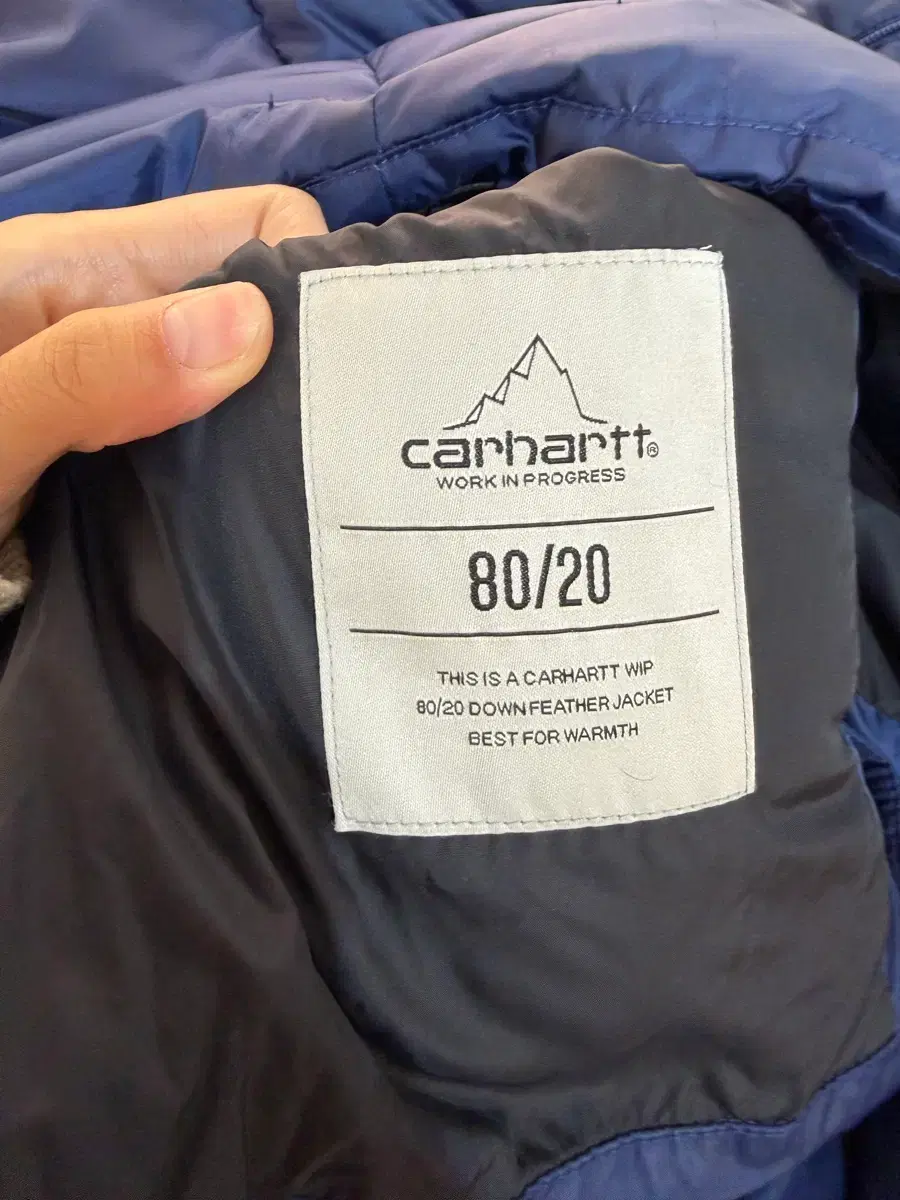 carhartt®
WORK IN PROGRESS
80/20
THIS IS A CARHARTT WIP
80/20 DOWN FEATHER JACKET
BEST FOR WARMTH